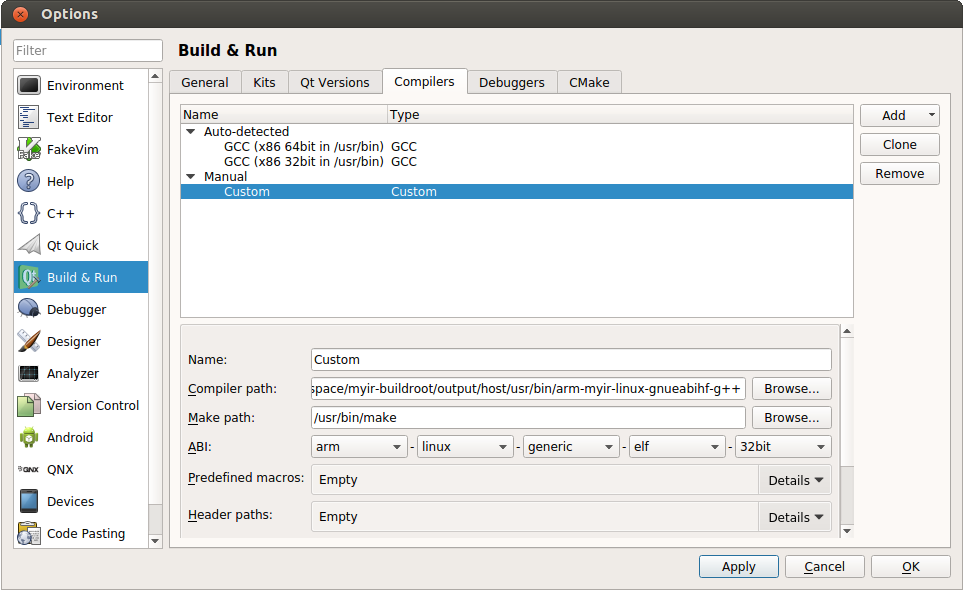 Options
Filter
Environment
Text Editor
FakeVim
Help
C++
Qt Quick
Build & Run
Debugger
Designer
Analyzer
Version Control
Android
QNX
Devices
Code Pasting
Build & Run
General Kits Qt Versions Compilers Debuggers CMake
Name Type
Auto-detected
GCC (x86 64bit in /usr/bin) GCC
GCC (x86 32bit in /usr/bin) GCC
Manual
Custom Custom
Add
Clone
Remove
Name: Custom
Compiler path: space/myir-buildroot/output/host/usr/bin/arm-myir-linux-gnueabihf-g++ Browse...
Make path: /usr/bin/make Browse...
ABI: arm - linux - generic - elf - 32bit
Predefined macros: Empty Details
Header paths: Empty Details
Apply Cancel OK